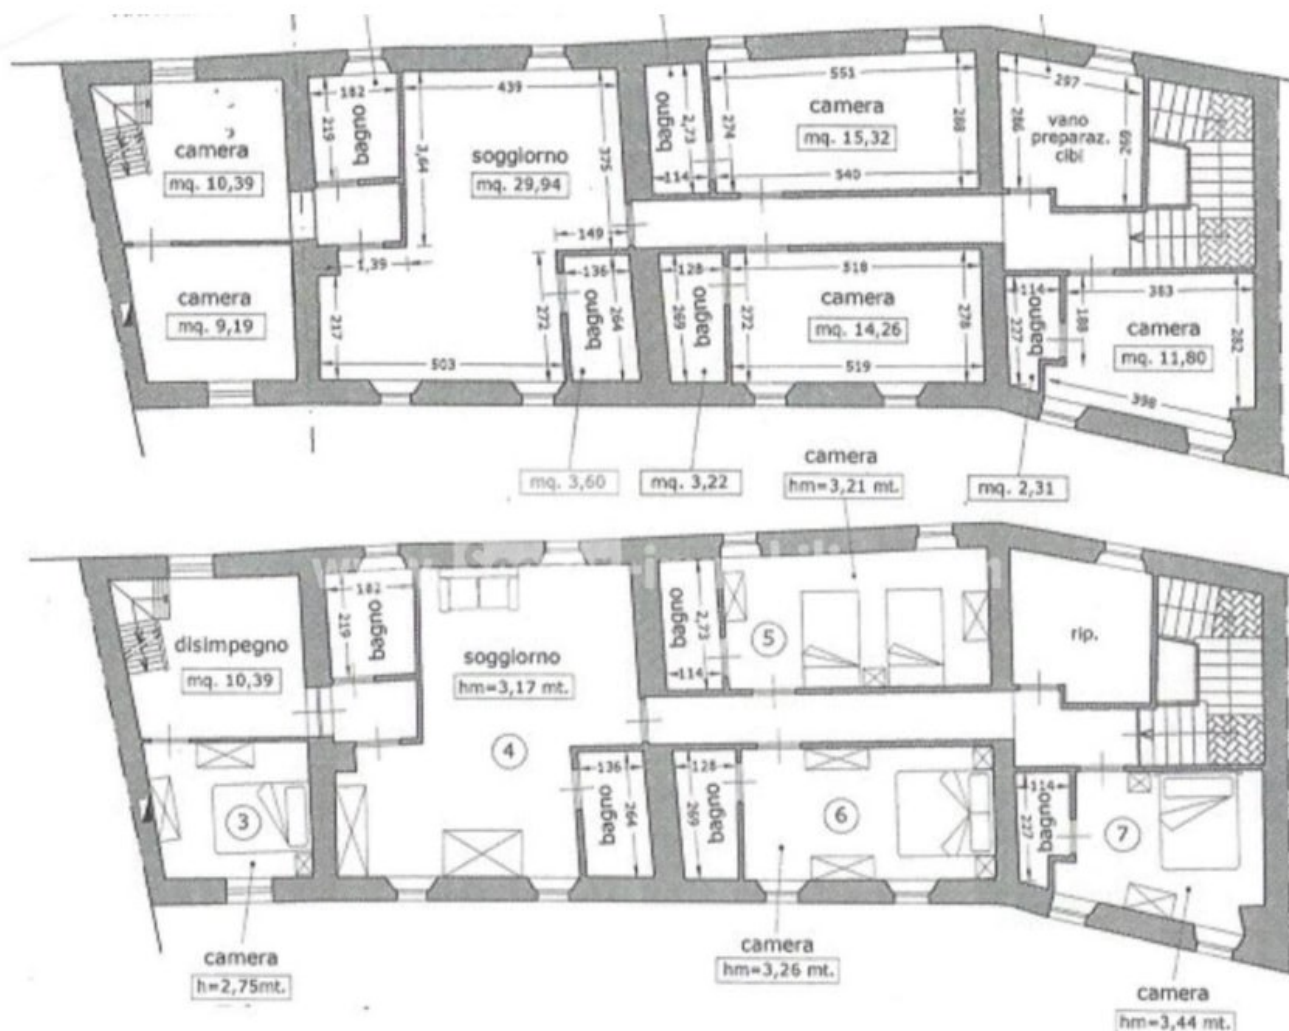 182
439
551
297
camera
mq. 10,39
219
bagno
3,64
soggiorno
mq. 29,94
375
bagno
2,73
274
camera
mq. 15,32
288
286
vano
preparaz.
cibi
269
114
540
149
1,39
camera
mq. 9,19
217
503
272
136
bagno
264
128
bagno
269
272
518
camera
mq. 14,26
278
519
114
bagno
227
188
383
camera
mq. 11,80
282
398
mq. 3,60
mq. 3,22
camera
hm=3,21 mt.
mq. 2,31
disimpegno
mq. 10,39
182
219
bagno
soggiorno
hm=3,17 mt.
4
bagno
2,73
114
5
rip.
3
136
bagno
264
128
bagno
269
6
114
bagno
227
7
camera
h=2,75mt.
camera
hm=3,26 mt.
camera
hm=3,44 mt.